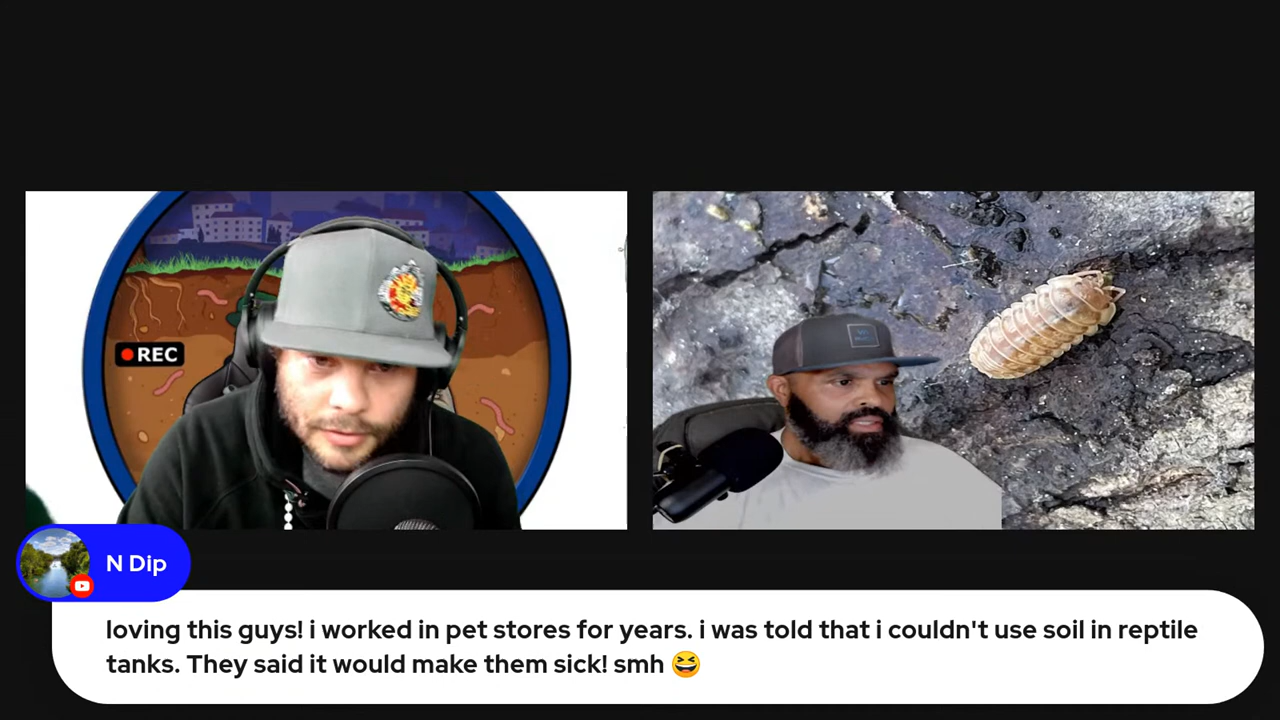 REC
N Dip
loving this guys! i worked in pet stores for years. i was told that i couldn't use soil in reptile
tanks. They said it would make them sick! smh 😆